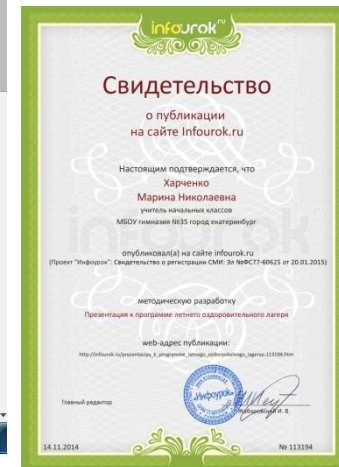 infourok
Свидетельство
о публикации
на сайте Infourok.ru
Настоящим подтверждается, что
Харченко
Марина Николаевна
учитель начальных классов
МБОУ гимназия №35 город екатеринбург
опубликовал(а) на сайте infourok.ru
(Проект "Инфоурок": Свидетельство о регистрации СМИ: Эл №ФС77-60625 от 20.01.2015)
методическую разработку
Презентация к программе летнего оздоровительного лагеря
web-адрес публикации:
Главный редактор
«Инфоурок»
Жаборовский И. В.
14.11.2014
№ 113194